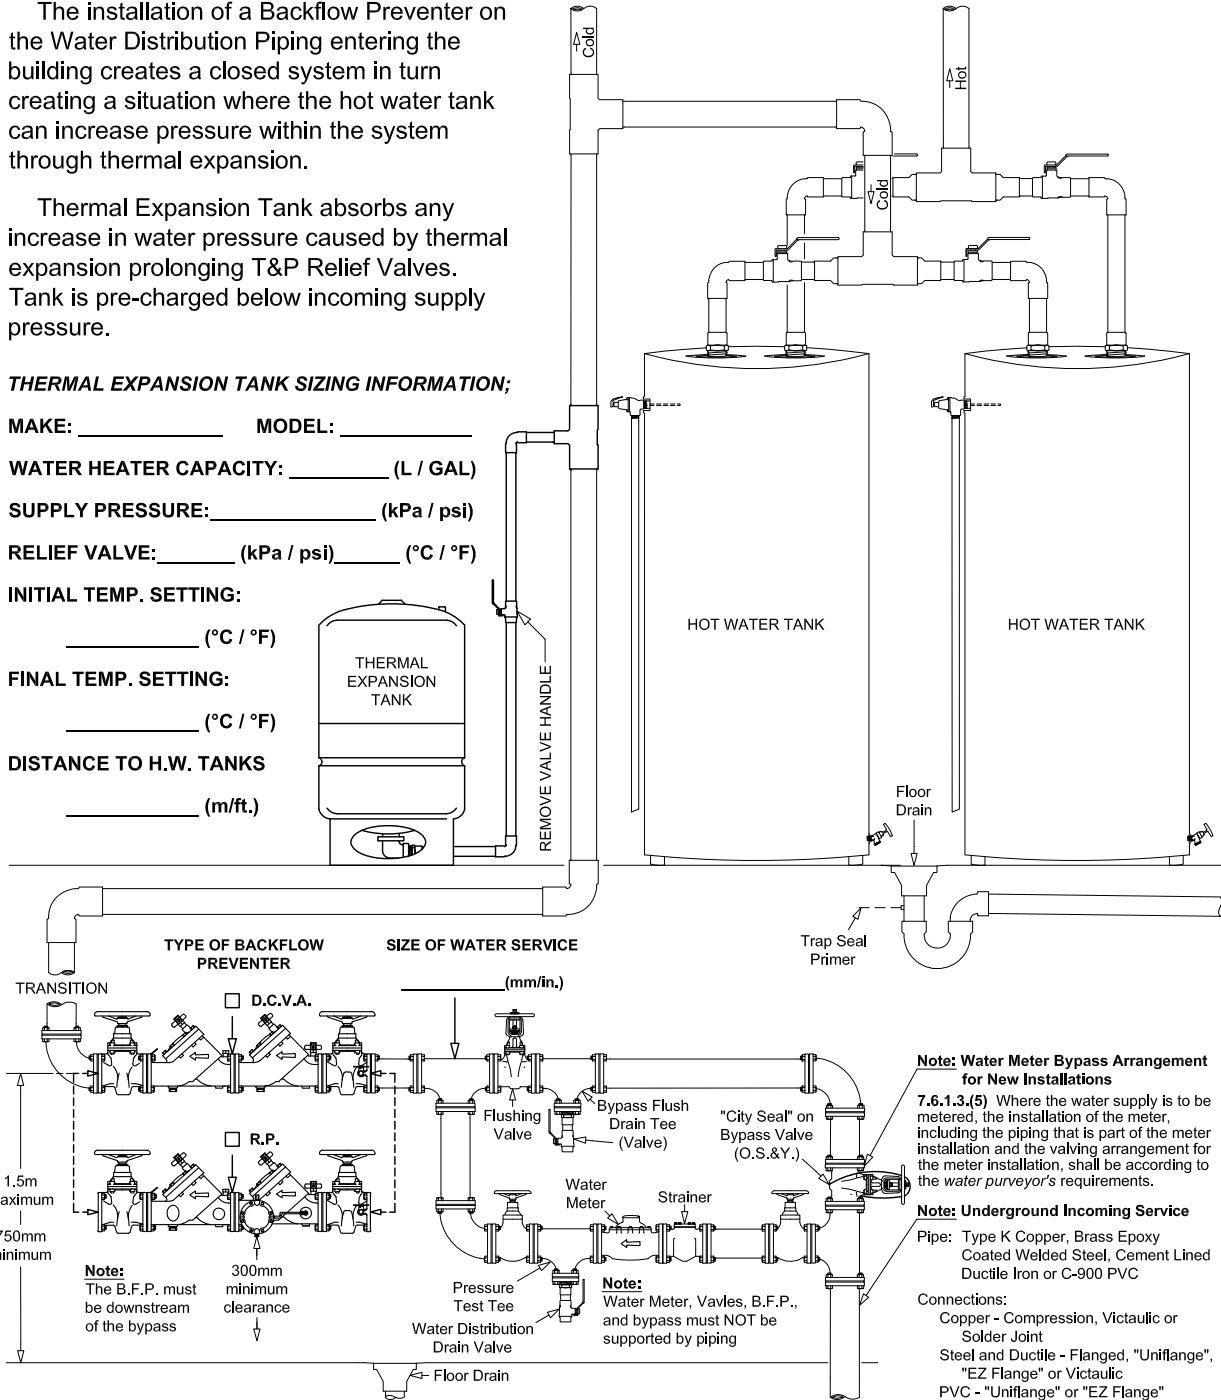 The installation of a Backflow Preventer on
the Water Distribution Piping entering the
building creates a closed system in turn
creating a situation where the hot water tank
can increase pressure within the system
through thermal expansion.
Thermal Expansion Tank absorbs any
increase in water pressure caused by thermal
expansion prolonging T&P Relief Valves.
Tank is pre-charged below incoming supply
pressure.
THERMAL EXPANSION TANK SIZING INFORMATION;
MAKE: MODEL:
WATER HEATER CAPACITY: (L / GAL)
SUPPLY PRESSURE: (kPa / psi)
RELIEF VALVE: (kPa / psi) (°C / °F)
INITIAL TEMP. SETTING:
(°C / °F)
FINAL TEMP. SETTING:
(°C / °F)
DISTANCE TO H.W. TANKS
(m/ft.)
Cold
Hot
Cold
THERMAL
EXPANSION
TANK
REMOVE VALVE HANDLE
HOT WATER TANK
HOT WATER TANK
Floor
Drain
Trap Seal
Primer
TYPE OF BACKFLOW
PREVENTER
SIZE OF WATER SERVICE
(mm/in.)
TRANSITION
D.C.V.A.
R.P.
Flushing
Valve
Bypass Flush
Drain Tee
(Valve)
"City Seal" on
Bypass Valve
(O.S.&Y.)
Water
Meter
Strainer
1.5m
aximum
750mm
inimum
Note:
The B.F.P. must
be downstream
of the bypass
300mm
minimum
clearance
Pressure
Test Tee
Water Distribution
Drain Valve
Note:
Water Meter, Vavles, B.F.P.,
and bypass must NOT be
supported by piping
Floor Drain
Note: Water Meter Bypass Arrangement
for New Installations
7.6.1.3.(5) Where the water supply is to be
metered, the installation of the meter,
including the piping that is part of the meter
installation and the valving arrangement for
the meter installation, shall be according to
the water purveyor's requirements.
Note: Underground Incoming Service
Pipe: Type K Copper, Brass Epoxy
Coated Welded Steel, Cement Lined
Ductile Iron or C-900 PVC
Connections:
Copper - Compression, Victaulic or
Solder Joint
Steel and Ductile - Flanged, "Uniflange",
"EZ Flange" or Victaulic
PVC - "Uniflange" or "EZ Flange"